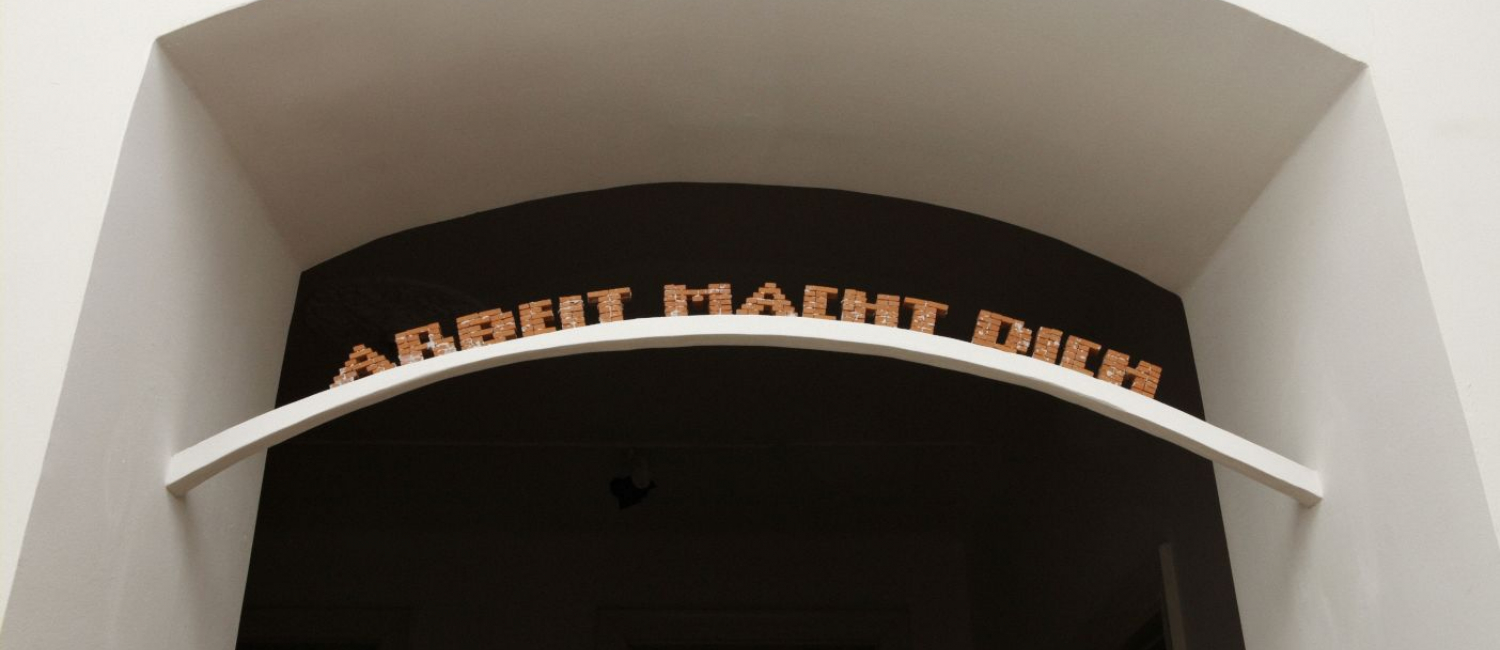 ARBEIT MACHT DICH